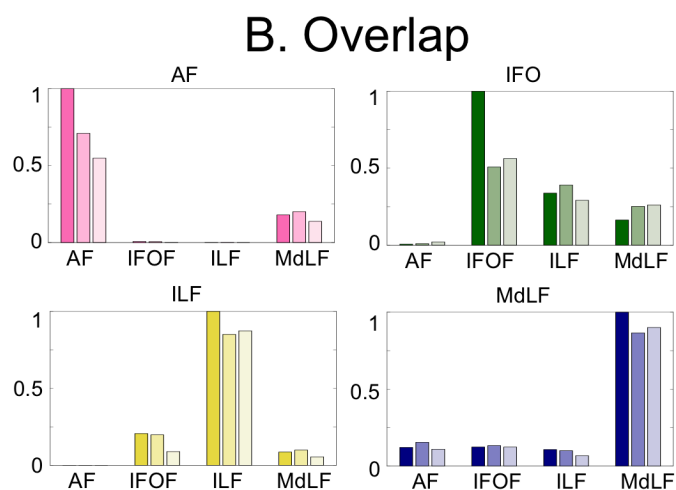 B. Overlap
AF
1
0.5
0
AF IFOF ILF MdLF
IFO
1
0.5
0
AF IFOF ILF MdLF
ILF
1
0.5
0
AF IFOF ILF MdLF
MdLF
1
0.5
0
AF IFOF ILF MdLF